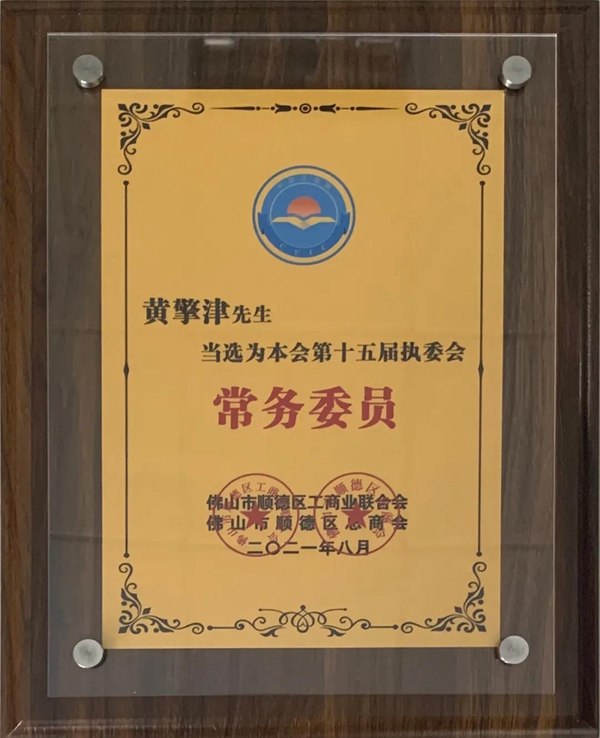 黄擎津先生
当选为本会第十五届执委会
常务委员
佛山市顺德区工商业联合会
佛山市顺德区总商会
二〇二一年八月